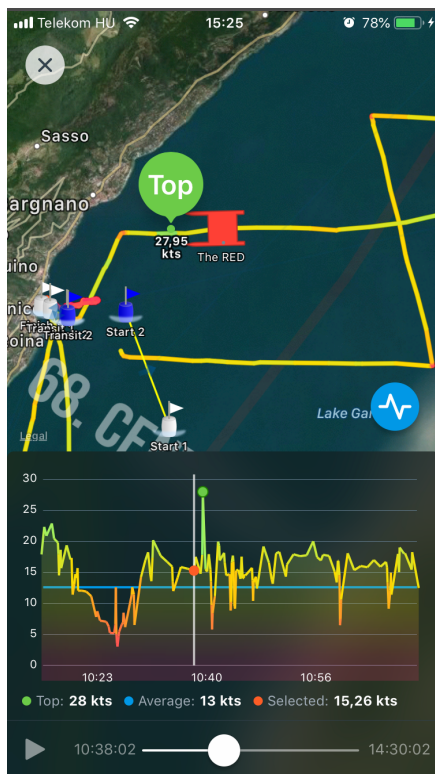 Telekom HU 15:25 78%
Sasso
argnano
Top
27,95
kts
The RED
uino
Transit 2
Start 2
oina
68. CE
Lake Gar
Start 1
Legal
30
25
20
15
10
5
0
10:23 10:40 10:56
Top: 28 kts Average: 13 kts Selected: 15,26 kts
10:38:02 14:30:02